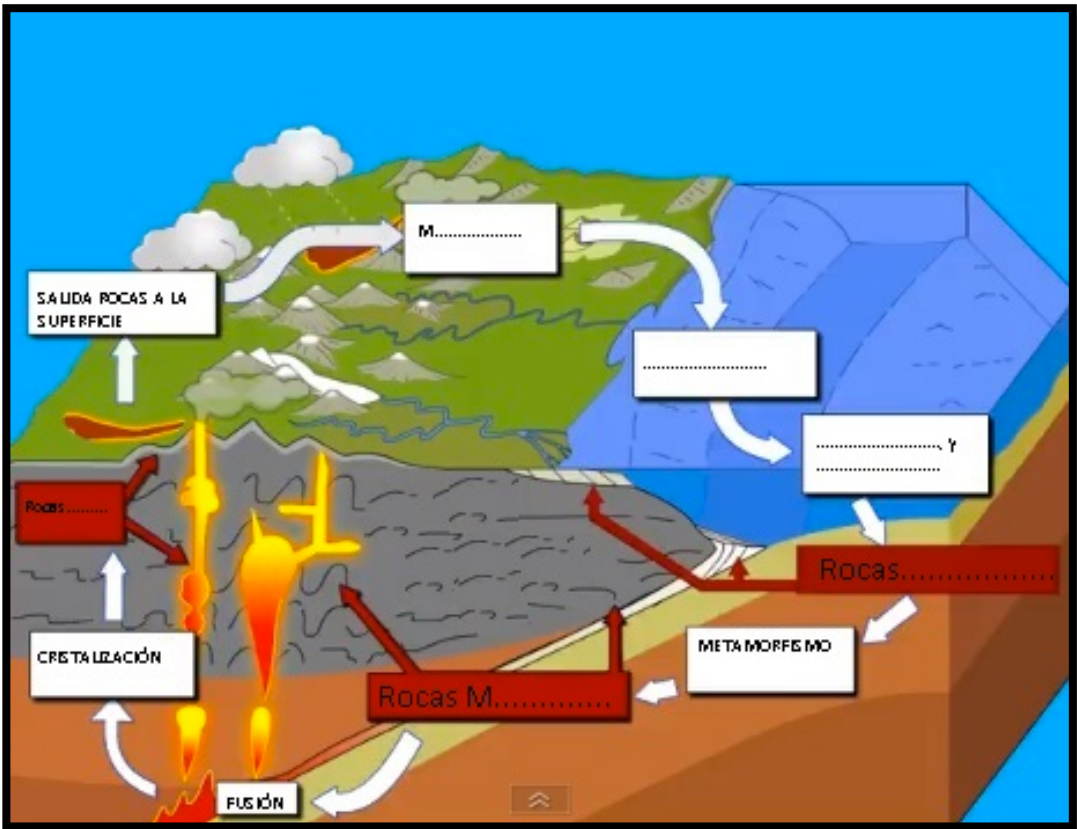 M...................
SALIDA ROCAS A LA
SUPERFICIE
...........................
..........................., Y
...........................
Rocas .........
Rocas.................
CRISTALIZACIÓN
METAMORFISMO
Rocas M.............
FUSIÓN